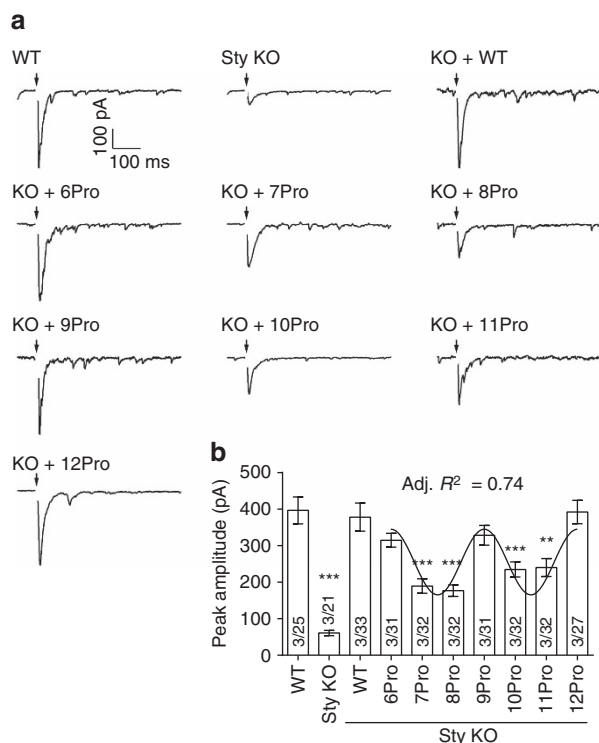 a
WT
Sty KO
KO + WT
100 pA
100 ms
KO + 6Pro
KO + 7Pro
KO + 8Pro
KO + 9Pro
KO + 10Pro
KO + 11Pro
KO + 12Pro
b
Adj. R² = 0.74
Peak amplitude (pA)
500
400
300
200
100
0
***
***
***
***
**
3/25
3/21
3/33
3/31
3/32
3/32
3/31
3/32
3/32
3/27
WT
Sty KO
WT
6Pro
7Pro
8Pro
9Pro
10Pro
11Pro
12Pro
Sty KO